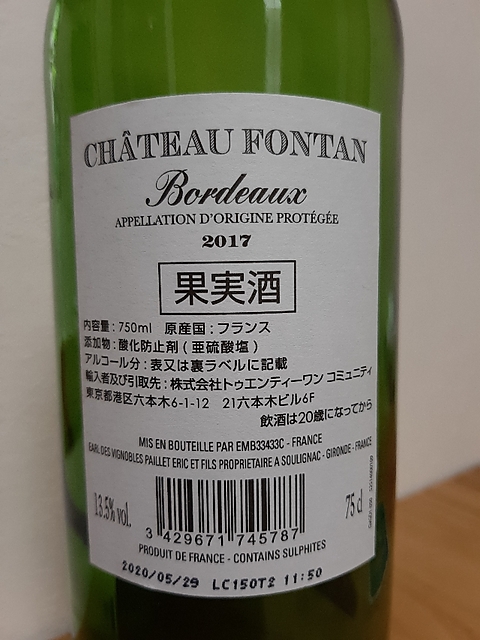 CHÂTEAU FONTAN
Bordeaux
APPELLATION D'ORIGINE PROTÉGÉE
2017
果実酒
内容量：750ml 原産国：フランス
添加物：酸化防止剤（亜硫酸塩）
アルコール分：表又は裏ラベルに記載
輸入者及び引取先：株式会社トゥエンティーワン コミュニティ
東京都港区六本木6-1-12 21六本木ビル6F
飲酒は20歳になってから
MIS EN BOUTEILLE PAR EMB33433C - FRANCE
EARL DES VIGNOBLES PAILLET ERIC ET FILS PROPRIETAIRE A SOULIGNAC - GIRONDE - FRANCE
13.5% vol.
75 cl
3 429671 745787
PRODUIT DE FRANCE - CONTAINS SULPHITES
2020/05/29 LC150T2 11:50